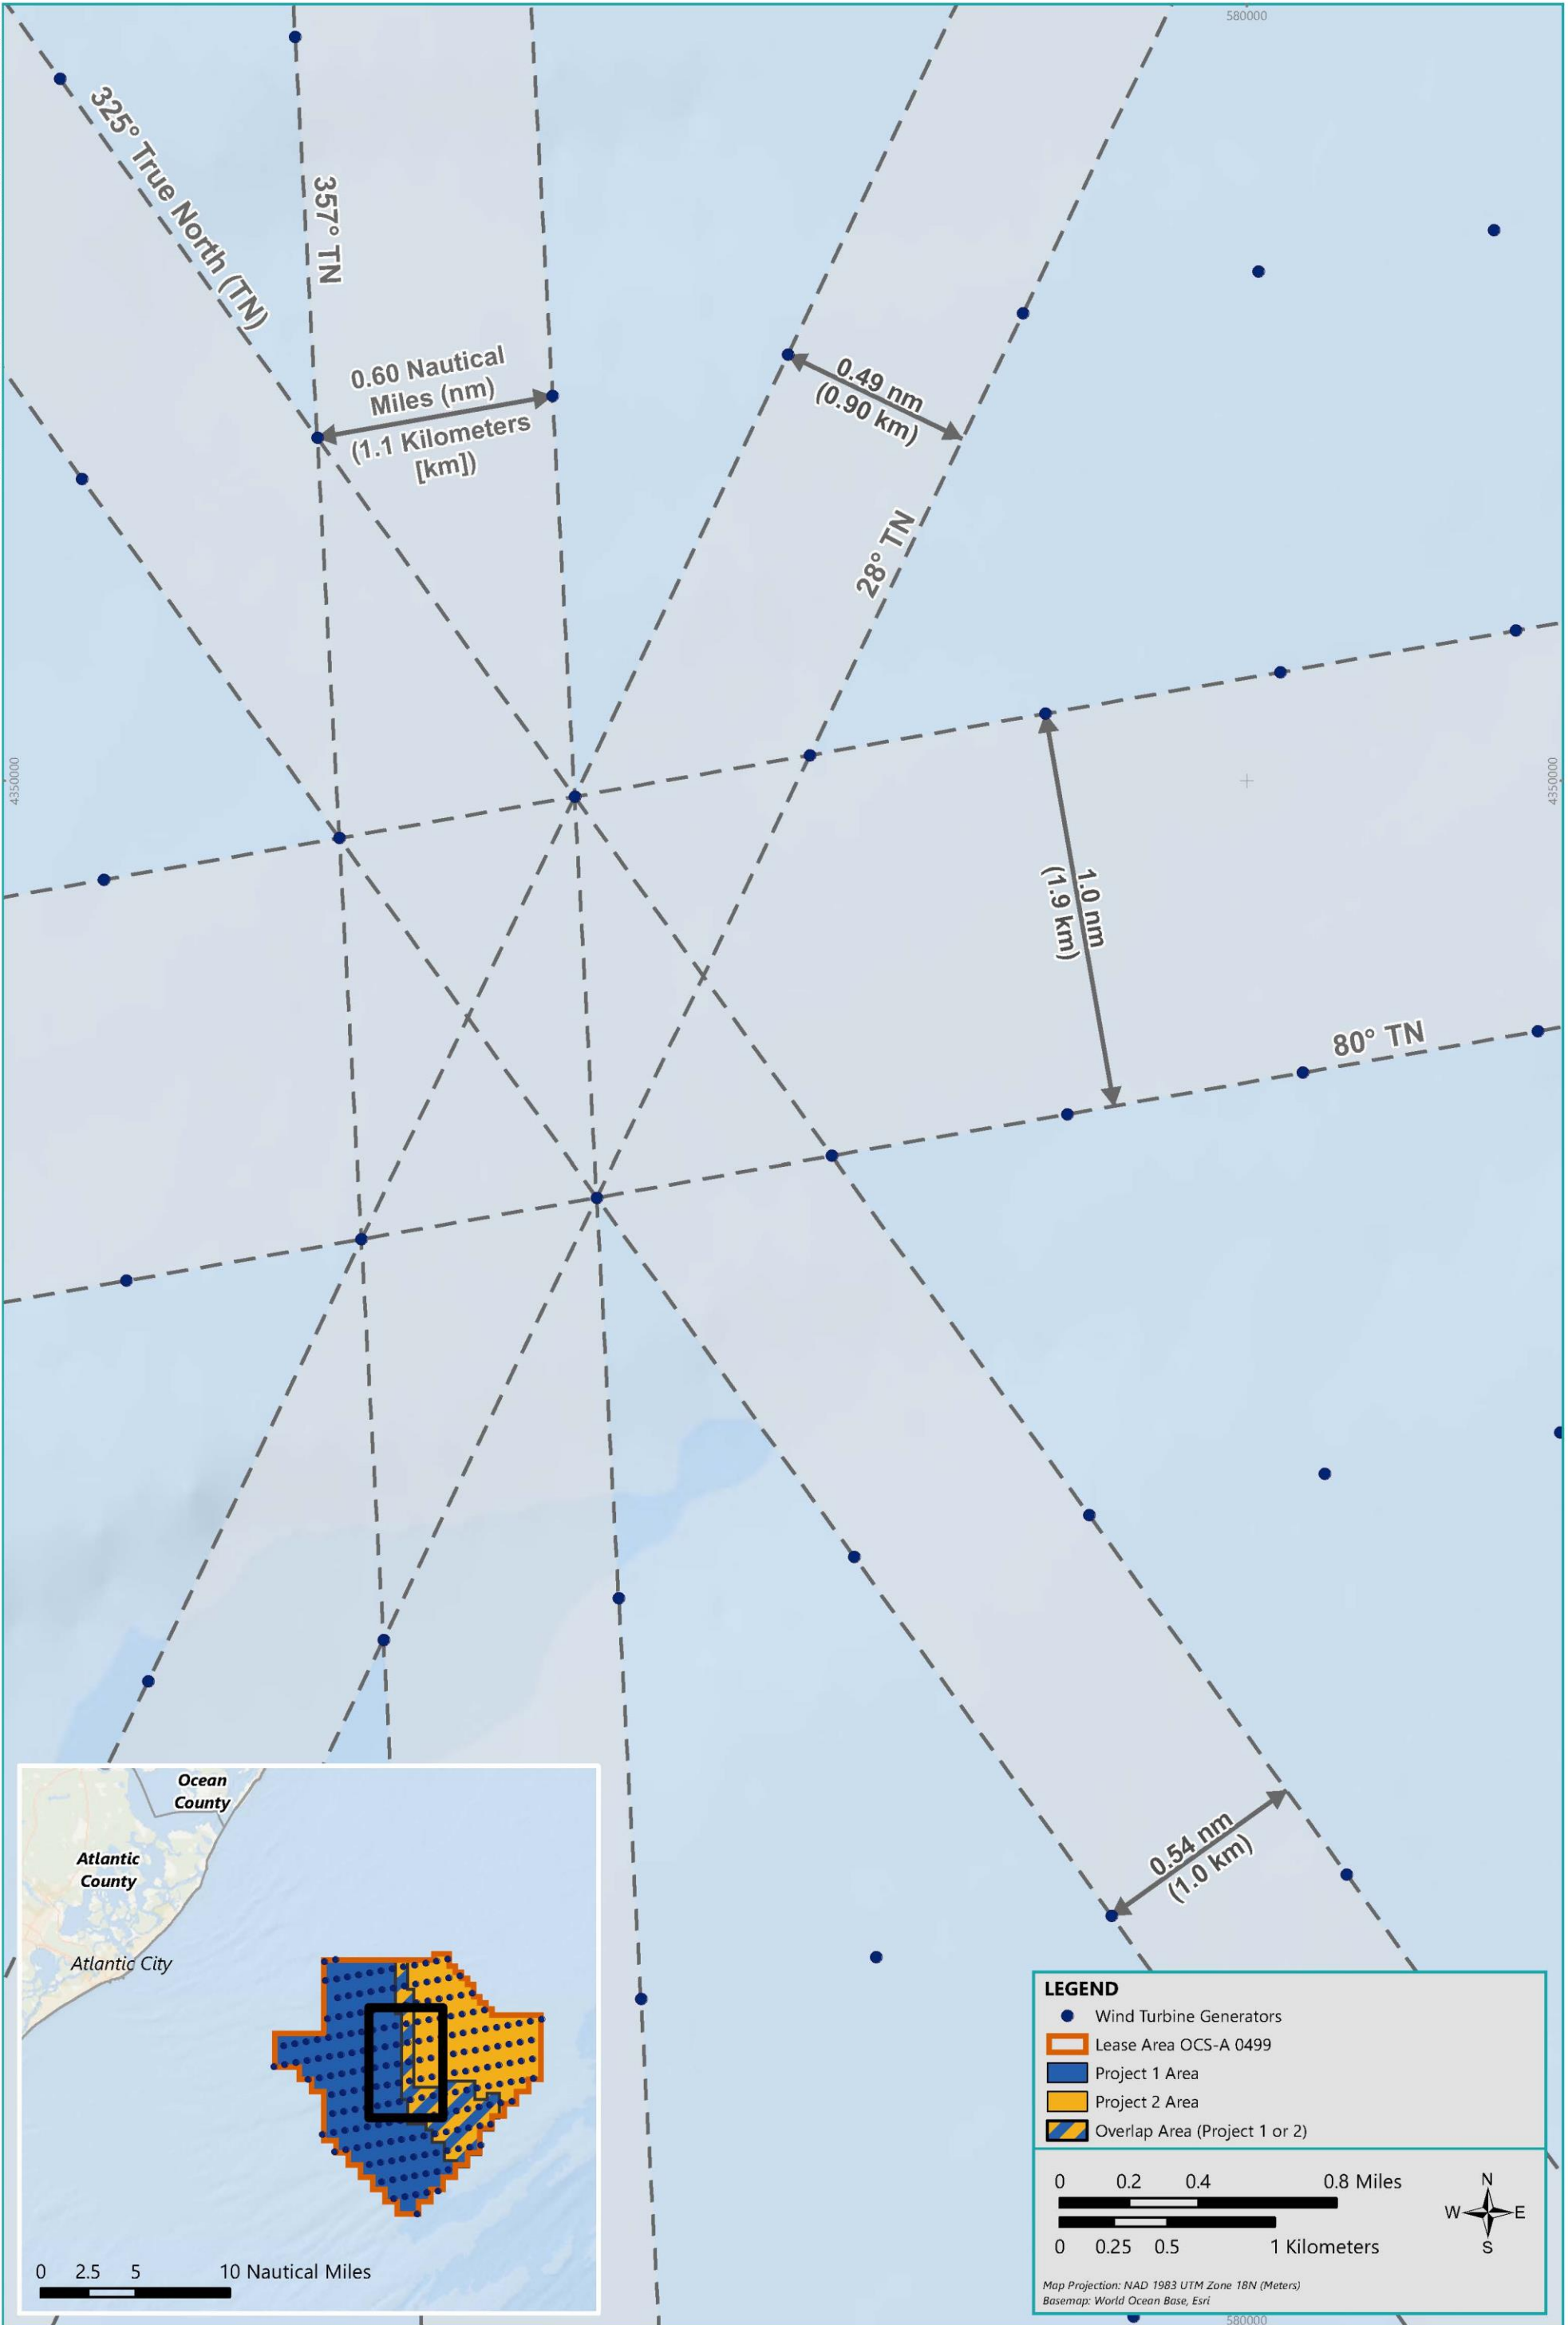 580000
325° True North (TN)
357° TN
0.60 Nautical
Miles (nm)
(1.1 Kilometers
[km])
0.49 nm
(0.90 km)
28° TN
4350000
4350000
1.0 nm
(1.9 km)
80° TN
0.54 nm
(1.0 km)
Ocean
County
Atlantic
County
Atlantic City
0 2.5 5 10 Nautical Miles
LEGEND
Wind Turbine Generators
Lease Area OCS-A 0499
Project 1 Area
Project 2 Area
Overlap Area (Project 1 or 2)
0 0.2 0.4 0.8 Miles
0 0.25 0.5 1 Kilometers
N
W E
S
Map Projection: NAD 1983 UTM Zone 18N (Meters)
Basemap: World Ocean Base, Esri
580000